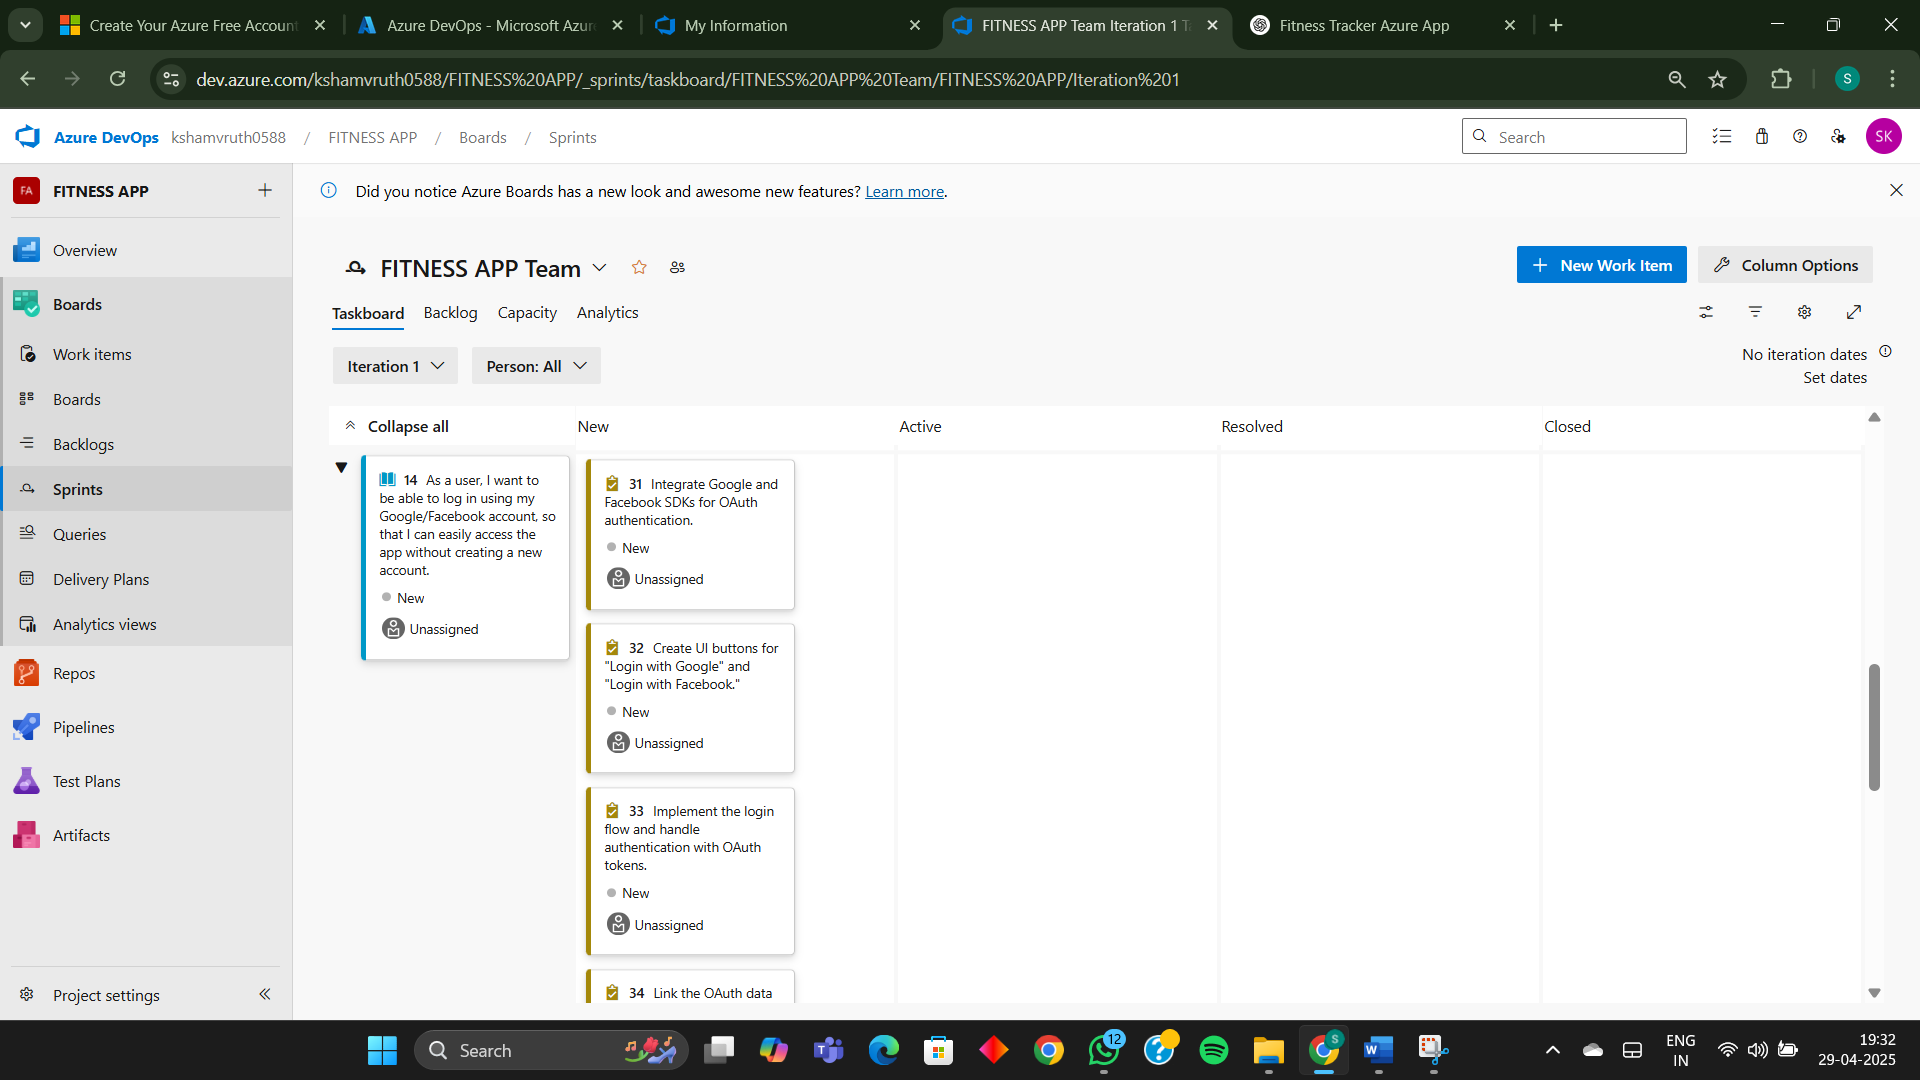 Create Your Azure Free Account
Azure DevOps - Microsoft Azur
My Information
FITNESS APP Team Iteration 1 T
Fitness Tracker Azure App
dev.azure.com/kshamvruth0588/FITNESS%20APP/_sprints/taskboard/FITNESS%20APP%20Team/FITNESS%20APP/Iteration%201
S
Azure DevOps kshamvruth0588 / FITNESS APP / Boards / Sprints
Search
SK
FA FITNESS APP
Did you notice Azure Boards has a new look and awesome new features? Learn more.
Overview
Boards
Work items
Boards
Backlogs
Sprints
Queries
Delivery Plans
Analytics views
Repos
Pipelines
Test Plans
Artifacts
Project settings
FITNESS APP Team
New Work Item
Column Options
Taskboard Backlog Capacity Analytics
Iteration 1
Person: All
No iteration dates
Set dates
Collapse all
New
Active
Resolved
Closed
14 As a user, I want to
be able to log in using my
Google/Facebook account, so
that I can easily access the
app without creating a new
account.
New
Unassigned
31 Integrate Google and
Facebook SDKs for OAuth
authentication.
New
Unassigned
32 Create UI buttons for
"Login with Google" and
"Login with Facebook."
New
Unassigned
33 Implement the login
flow and handle
authentication with OAuth
tokens.
New
Unassigned
34 Link the OAuth data
Search
12
S
ENG
IN
19:32
29-04-2025